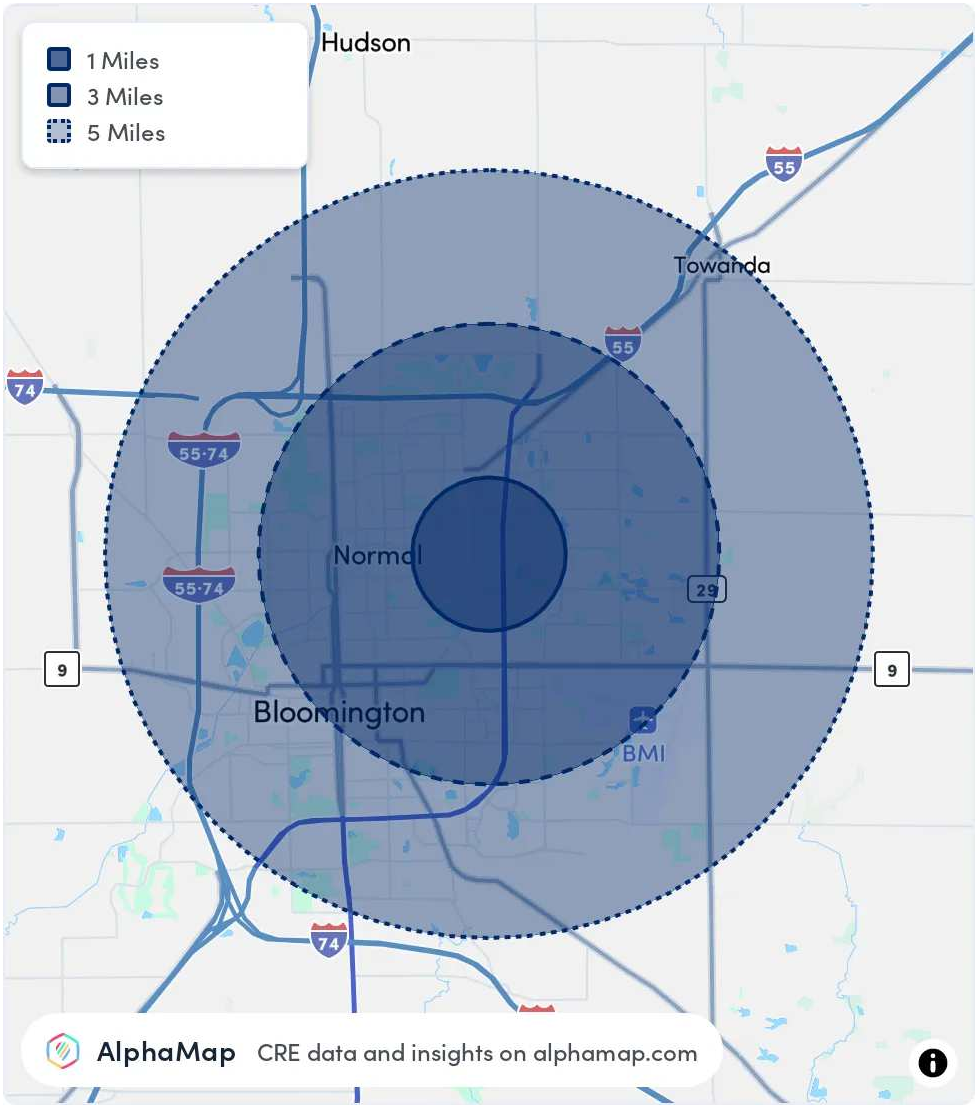 Hudson
1 Miles
3 Miles
5 Miles
55
Towanda
55
74
55·74
Normal
55·74
29
9
9
Bloomington
BMI
74
AlphaMap CRE data and insights on alphamap.com